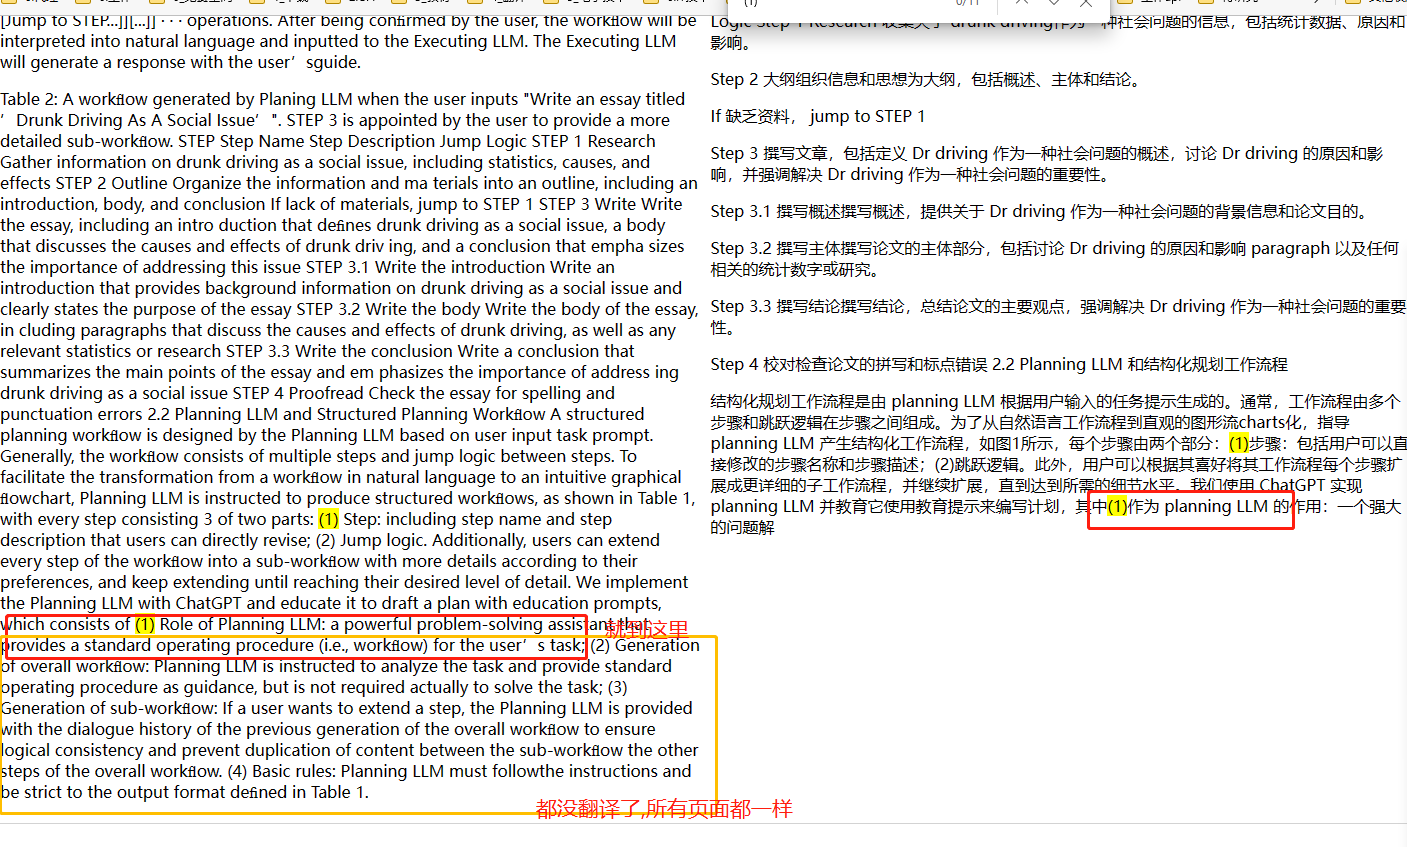 (1)
0/11
[Jump to STEP...]][...]] · · · operations. After being confirmed by the user, the workflow will be
interpreted into natural language and inputted to the Executing LLM. The Executing LLM
will generate a response with the user’sguide.
Table 2: A workflow generated by Planing LLM when the user inputs "Write an essay titled
’Drunk Driving As A Social Issue’". STEP 3 is appointed by the user to provide a more
detailed sub-workflow. STEP Step Name Step Description Jump Logic STEP 1 Research
Gather information on drunk driving as a social issue, including statistics, causes, and
effects STEP 2 Outline Organize the information and ma terials into an outline, including an
introduction, body, and conclusion If lack of materials, jump to STEP 1 STEP 3 Write Write
the essay, including an intro duction that defines drunk driving as a social issue, a body
that discusses the causes and effects of drunk driv ing, and a conclusion that empha sizes
the importance of addressing this issue STEP 3.1 Write the introduction Write an
introduction that provides background information on drunk driving as a social issue and
clearly states the purpose of the essay STEP 3.2 Write the body Write the body of the essay,
in cluding paragraphs that discuss the causes and effects of drunk driving, as well as any
relevant statistics or research STEP 3.3 Write the conclusion Write a conclusion that
summarizes the main points of the essay and em phasizes the importance of address ing
drunk driving as a social issue STEP 4 Proofread Check the essay for spelling and
punctuation errors 2.2 Planning LLM and Structured Planning Workflow A structured
planning workflow is designed by the Planning LLM based on user input task prompt.
Generally, the workflow consists of multiple steps and jump logic between steps. To
facilitate the transformation from a workflow in natural language to an intuitive graphical
flowchart, Planning LLM is instructed to produce structured workflows, as shown in Table 1,
with every step consisting 3 of two parts: (1) Step: including step name and step
description that users can directly revise; (2) Jump logic. Additionally, users can extend
every step of the workflow into a sub-workflow with more details according to their
preferences, and keep extending until reaching their desired level of detail. We implement
the Planning LLM with ChatGPT and educate it to draft a plan with education prompts,
which consists of (1) Role of Planning LLM: a powerful problem-solving assistant that
provides a standard operating procedure (i.e., workflow) for the user’s task; (2) Generation
of overall workflow: Planning LLM is instructed to analyze the task and provide standard
operating procedure as guidance, but is not required actually to solve the task; (3)
Generation of sub-workflow: If a user wants to extend a step, the Planning LLM is provided
with the dialogue history of the previous generation of the overall workflow to ensure
logical consistency and prevent duplication of content between the sub-workflow the other
steps of the overall workflow. (4) Basic rules: Planning LLM must followthe instructions and
be strict to the output format defined in Table 1.
就到这里
都没翻译了,所有页面都一样
Logic Step 1 Research 收集关于 drunk driving作为一种社会问题的信息，包括统计数据、原因和
影响。
Step 2 大纲组织信息和思想为大纲，包括概述、主体和结论。
If 缺乏资料， jump to STEP 1
Step 3 撰写文章，包括定义 Dr driving 作为一种社会问题的概述，讨论 Dr driving 的原因和影
响，并强调解决 Dr driving 作为一种社会问题的重要性。
Step 3.1 撰写概述撰写概述，提供关于 Dr driving 作为一种社会问题的背景信息和论文目的。
Step 3.2 撰写主体撰写论文的主体部分，包括讨论 Dr driving 的原因和影响 paragraph 以及任何
相关的统计数字或研究。
Step 3.3 撰写结论撰写结论，总结论文的主要观点，强调解决 Dr driving 作为一种社会问题的重要
性。
Step 4 校对检查论文的拼写和标点错误 2.2 Planning LLM 和结构化规划工作流程
结构化规划工作流程是由 planning LLM 根据用户输入的任务提示生成的。通常，工作流程由多个
步骤和跳跃逻辑在步骤之间组成。为了从自然语言工作流程到直观的图形流charts化，指导
planning LLM 产生结构化工作流程，如图1所示，每个步骤由两个部分：(1)步骤：包括用户可以直
接修改的步骤名称和步骤描述；(2)跳跃逻辑。此外，用户可以根据其喜好将其工作流程每个步骤扩
展成更详细的子工作流程，并继续扩展，直到达到所需的细节水平。我们使用 ChatGPT 实现
planning LLM 并教育它使用教育提示来编写计划，其中(1)作为 planning LLM 的作用：一个强大
的问题解